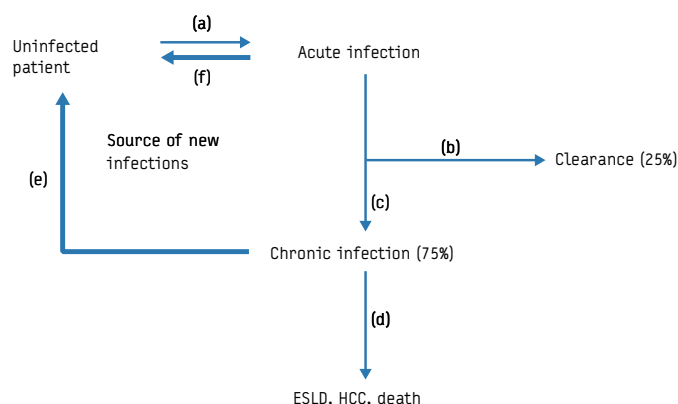 (a)
Uninfected
patient
Acute infection
(f)
Source of new
infections
(b)
Clearance (25%)
(e)
(c)
Chronic infection (75%)
(d)
ESLD, HCC, death